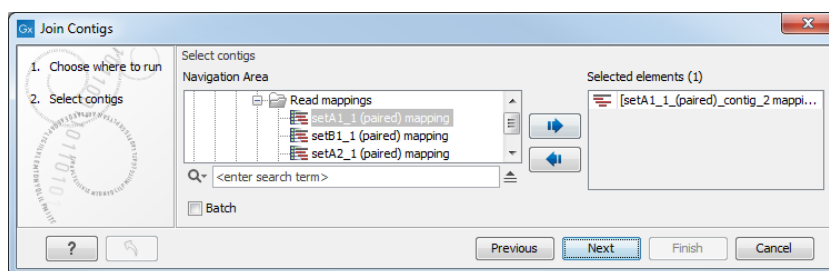 Gx Join Contigs
1. Choose where to run
2. Select contigs
Select contigs
Navigation Area
Read mappings
setA1_1 (paired) mapping
setB1_1 (paired) mapping
setA2_1 (paired) mapping
<enter search term>
Batch
Selected elements (1)
[setA1_1_(paired)_contig_2 mappi...
?
Previous
Next
Finish
Cancel